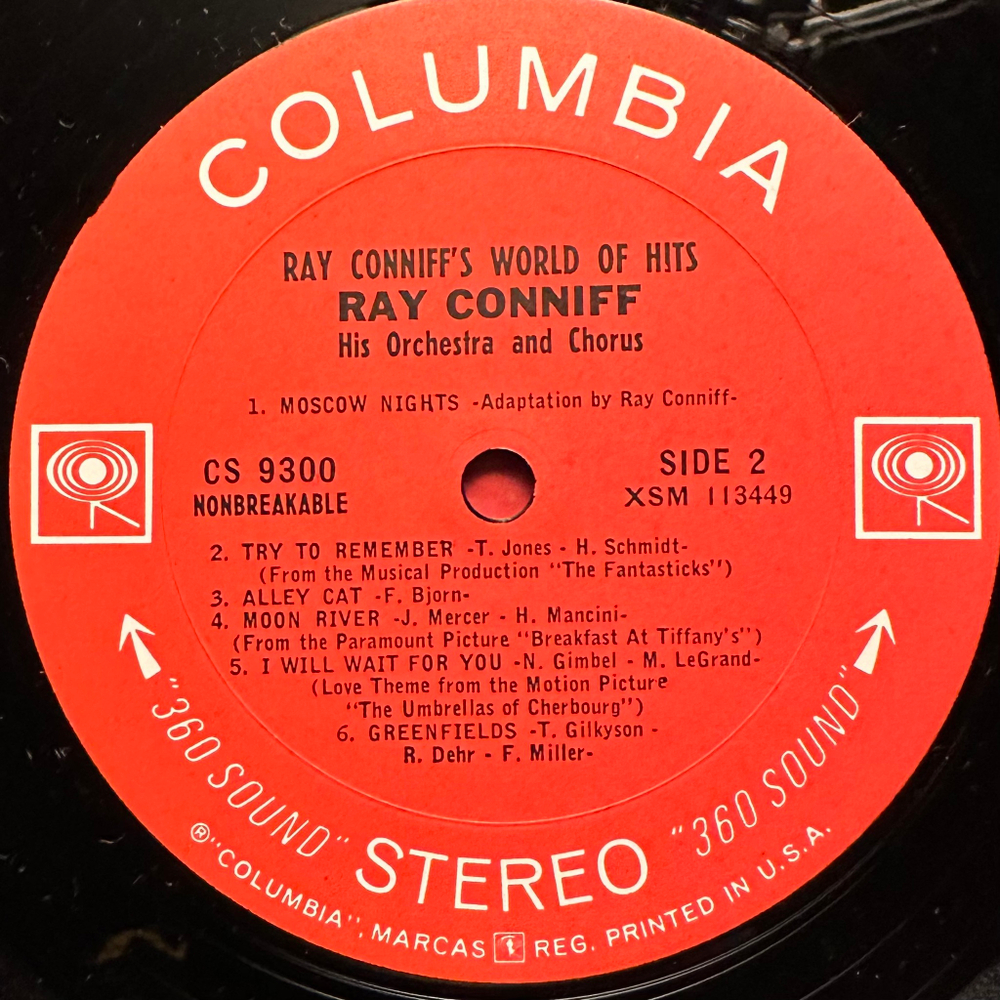 COLUMBIA
RAY CONNIFF'S WORLD OF HITS
RAY CONNIFF
His Orchestra and Chorus
1. MOSCOW NIGHTS -Adaptation by Ray Conniff-
CS 9300
NONBREAKABLE
SIDE 2
XSM 113449
2. TRY TO REMEMBER -T. Jones - H. Schmidt-
(From the Musical Production "The Fantasticks")
3. ALLEY CAT -F. Bjorn-
4. MOON RIVER -J. Mercer - H. Mancini-
(From the Paramount Picture "Breakfast At Tiffany's")
5. I WILL WAIT FOR YOU -N. Gimbel - M. LeGrand-
(Love Theme from the Motion Picture
"The Umbrellas of Cherbourg")
6. GREENFIELDS -T. Gilkyson -
R. Dehr - F. Miller-
"360 SOUND" STEREO "360 SOUND"
®"COLUMBIA", MARCAS REG. PRINTED IN U.S.A.